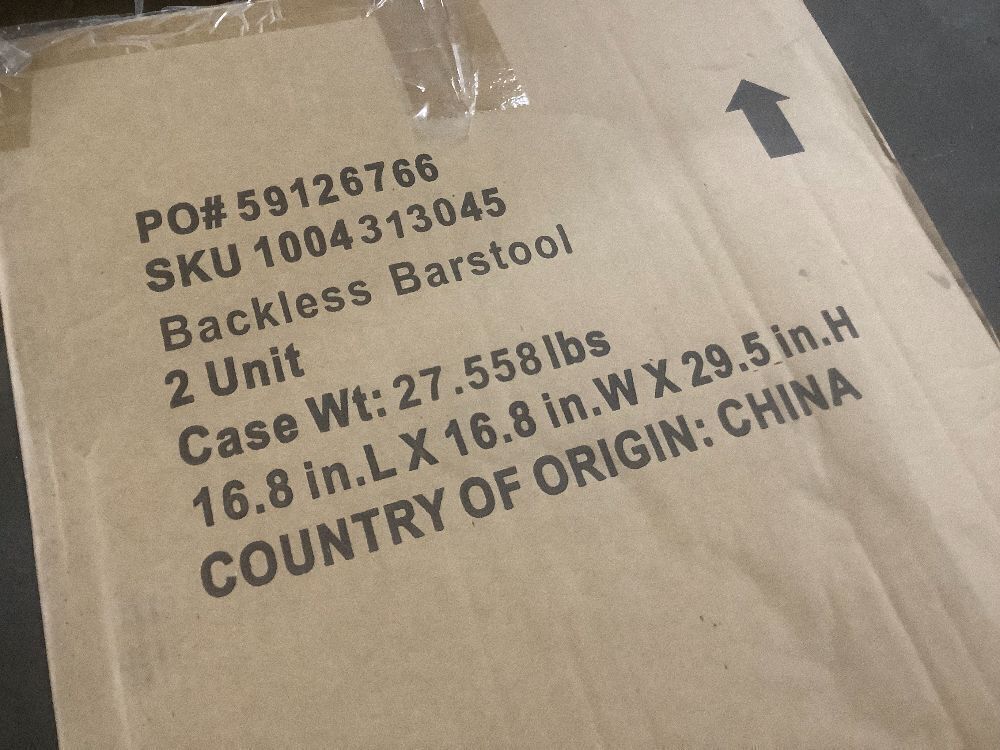 PO# 59126766
SKU 1004313045
Backless Barstool
2 Unit
Case Wt: 27.558 lbs
16.8 in.L X 16.8 in.W X 29.5 in.H
COUNTRY OF ORIGIN: CHINA